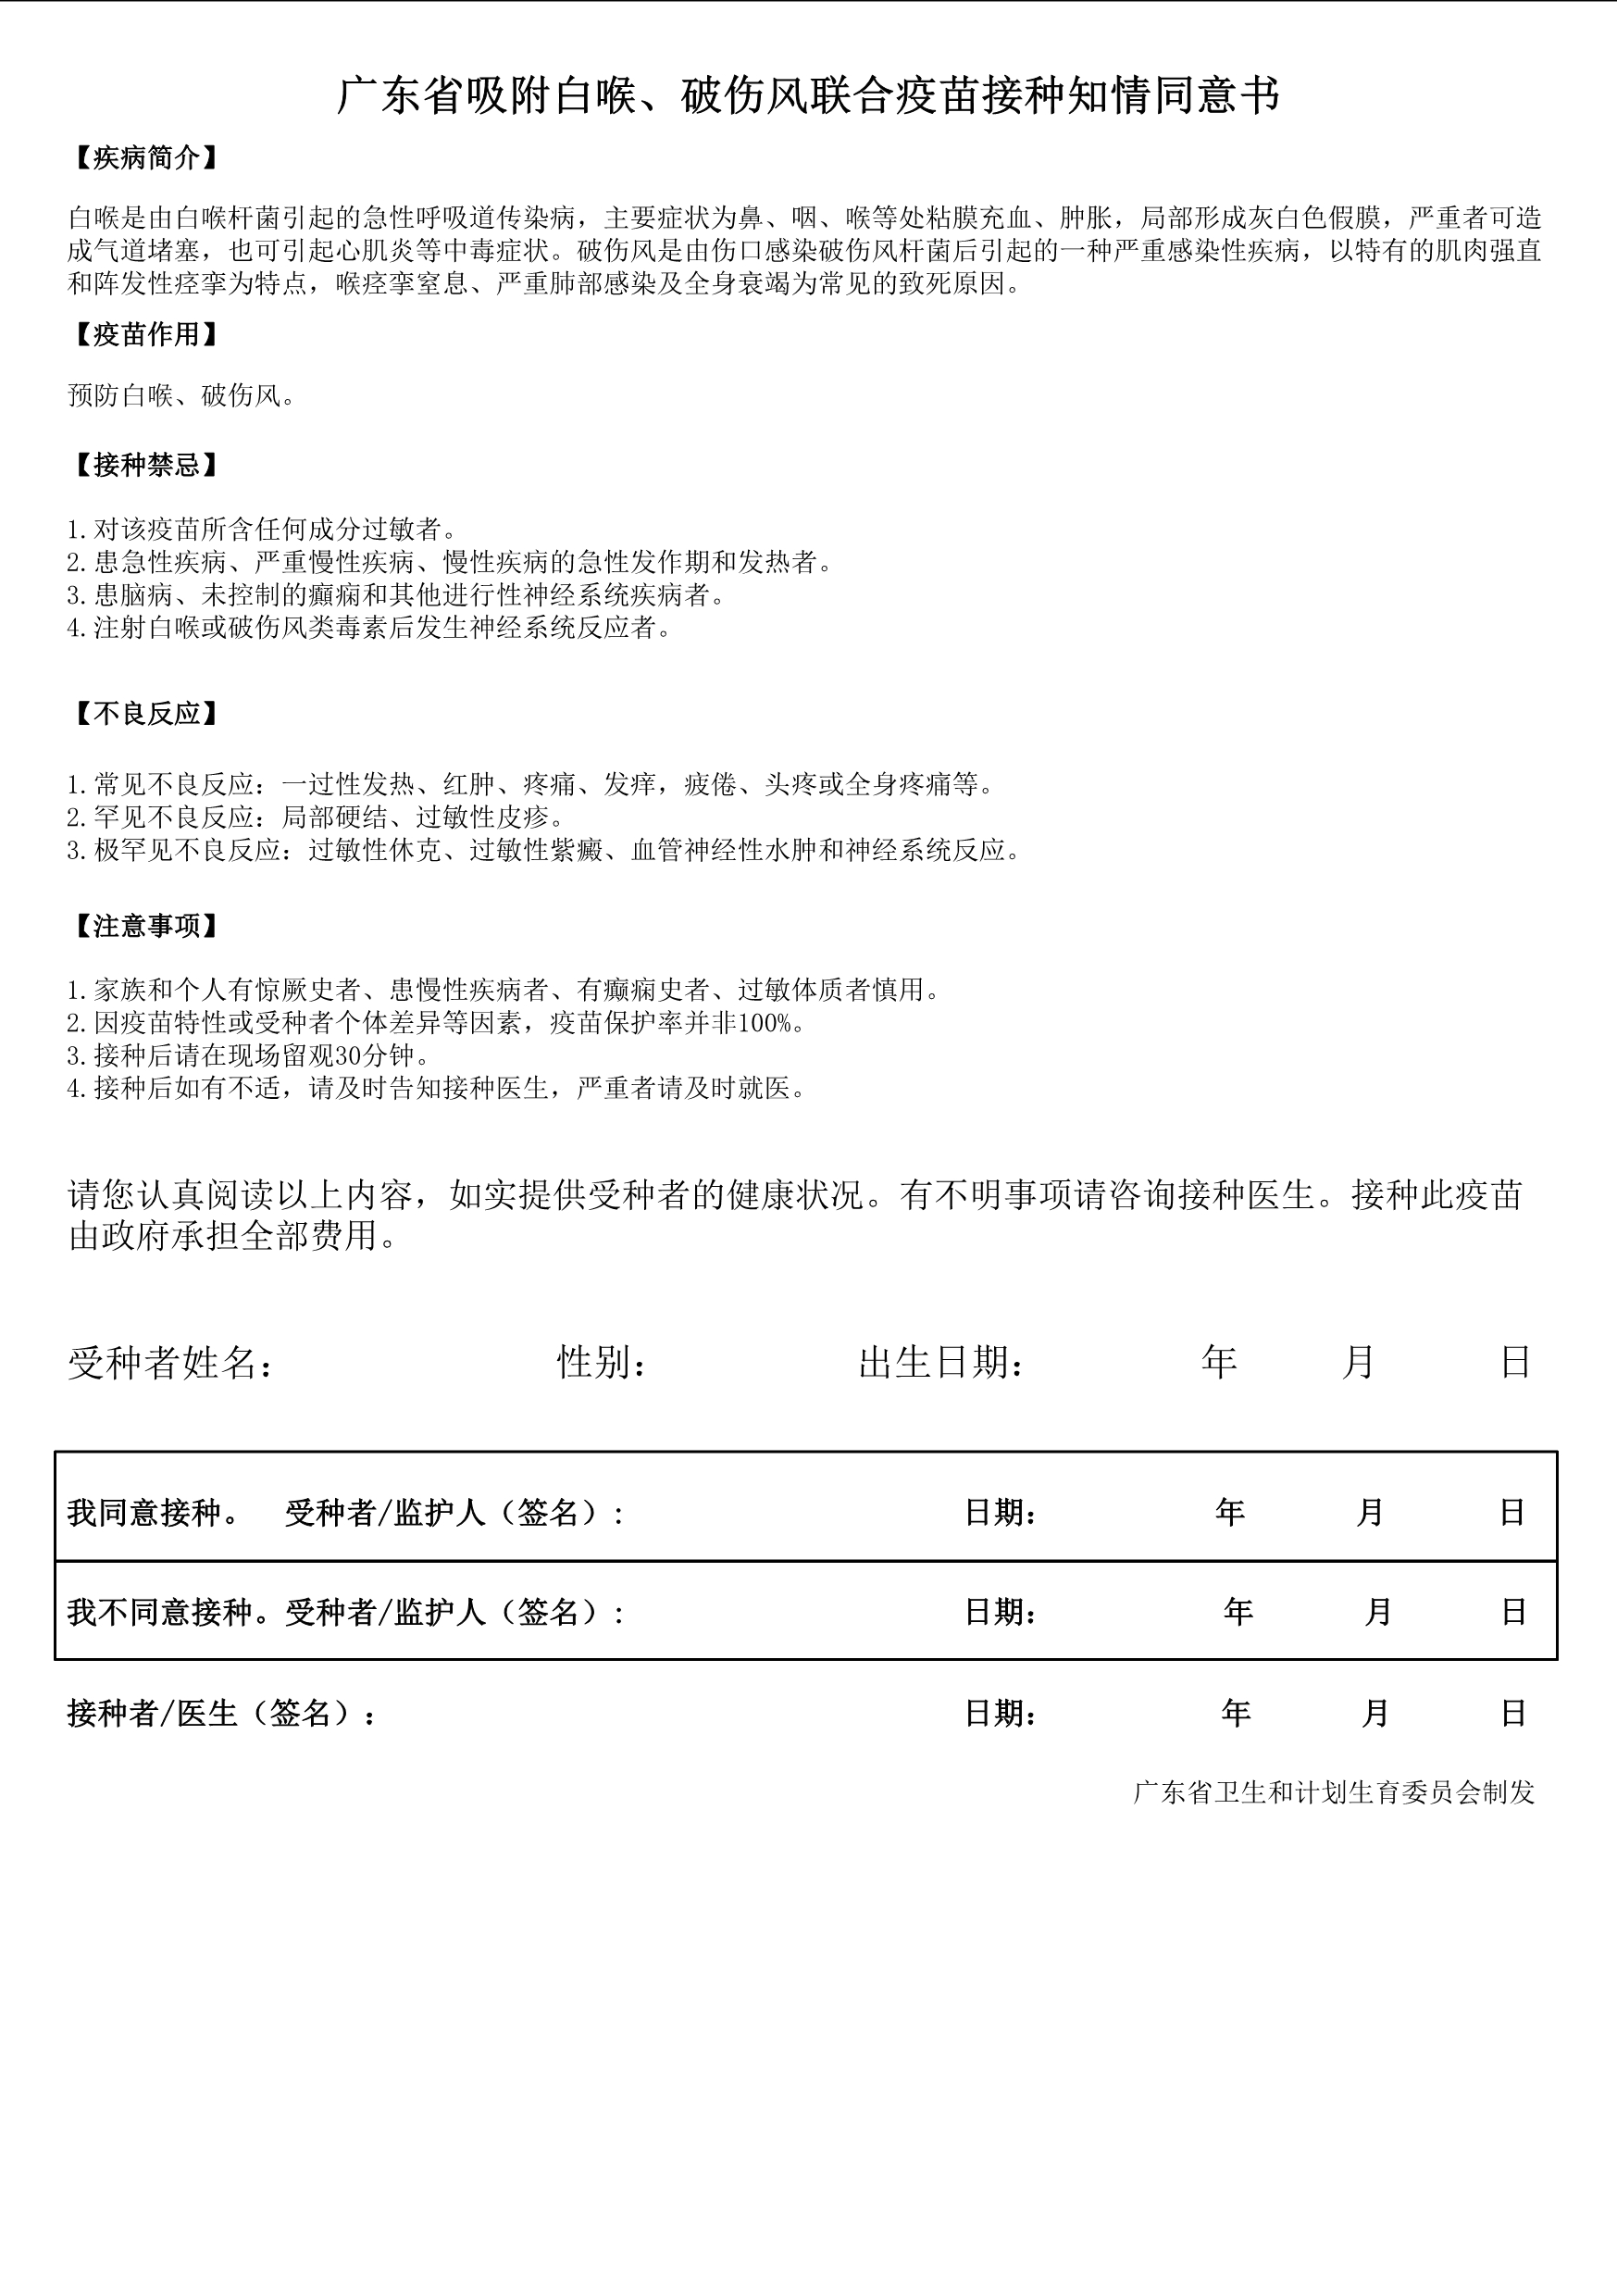 广东省吸附白喉、破伤风联合疫苗接种知情同意书
【疾病简介】
白喉是由白喉杆菌引起的急性呼吸道传染病，主要症状为鼻、咽、喉等处粘膜充血、肿胀，局部形成灰白色假膜，严重者可造
成气道堵塞，也可引起心肌炎等中毒症状。破伤风是由伤口感染破伤风杆菌后引起的一种严重感染性疾病，以特有的肌肉强直
和阵发性痉挛为特点，喉痉挛窒息、严重肺部感染及全身衰竭为常见的致死原因。
【疫苗作用】
预防白喉、破伤风。
【接种禁忌】
1.对该疫苗所含任何成分过敏者。
2.患急性疾病、严重慢性疾病、慢性疾病的急性发作期和发热者。
3.患脑病、未控制的癫痫和其他进行性神经系统疾病者。
4.注射白喉或破伤风类毒素后发生神经系统反应者。
【不良反应】
1.常见不良反应：一过性发热、红肿、疼痛、发痒，疲倦、头疼或全身疼痛等。
2.罕见不良反应：局部硬结、过敏性皮疹。
3.极罕见不良反应：过敏性休克、过敏性紫癜、血管神经性水肿和神经系统反应。
【注意事项】
1.家族和个人有惊厥史者、患慢性疾病者、有癫痫史者、过敏体质者慎用。
2.因疫苗特性或受种者个体差异等因素，疫苗保护率并非100%。
3.接种后请在现场留观30分钟。
4.接种后如有不适，请及时告知接种医生，严重者请及时就医。
请您认真阅读以上内容，如实提供受种者的健康状况。有不明事项请咨询接种医生。接种此疫苗
由政府承担全部费用。
受种者姓名： 性别： 出生日期： 年 月 日
我同意接种。 受种者/监护人（签名）： 日期： 年 月 日
我不同意接种。受种者/监护人（签名）： 日期： 年 月 日
接种者/医生（签名）： 日期： 年 月 日
广东省卫生和计划生育委员会制发